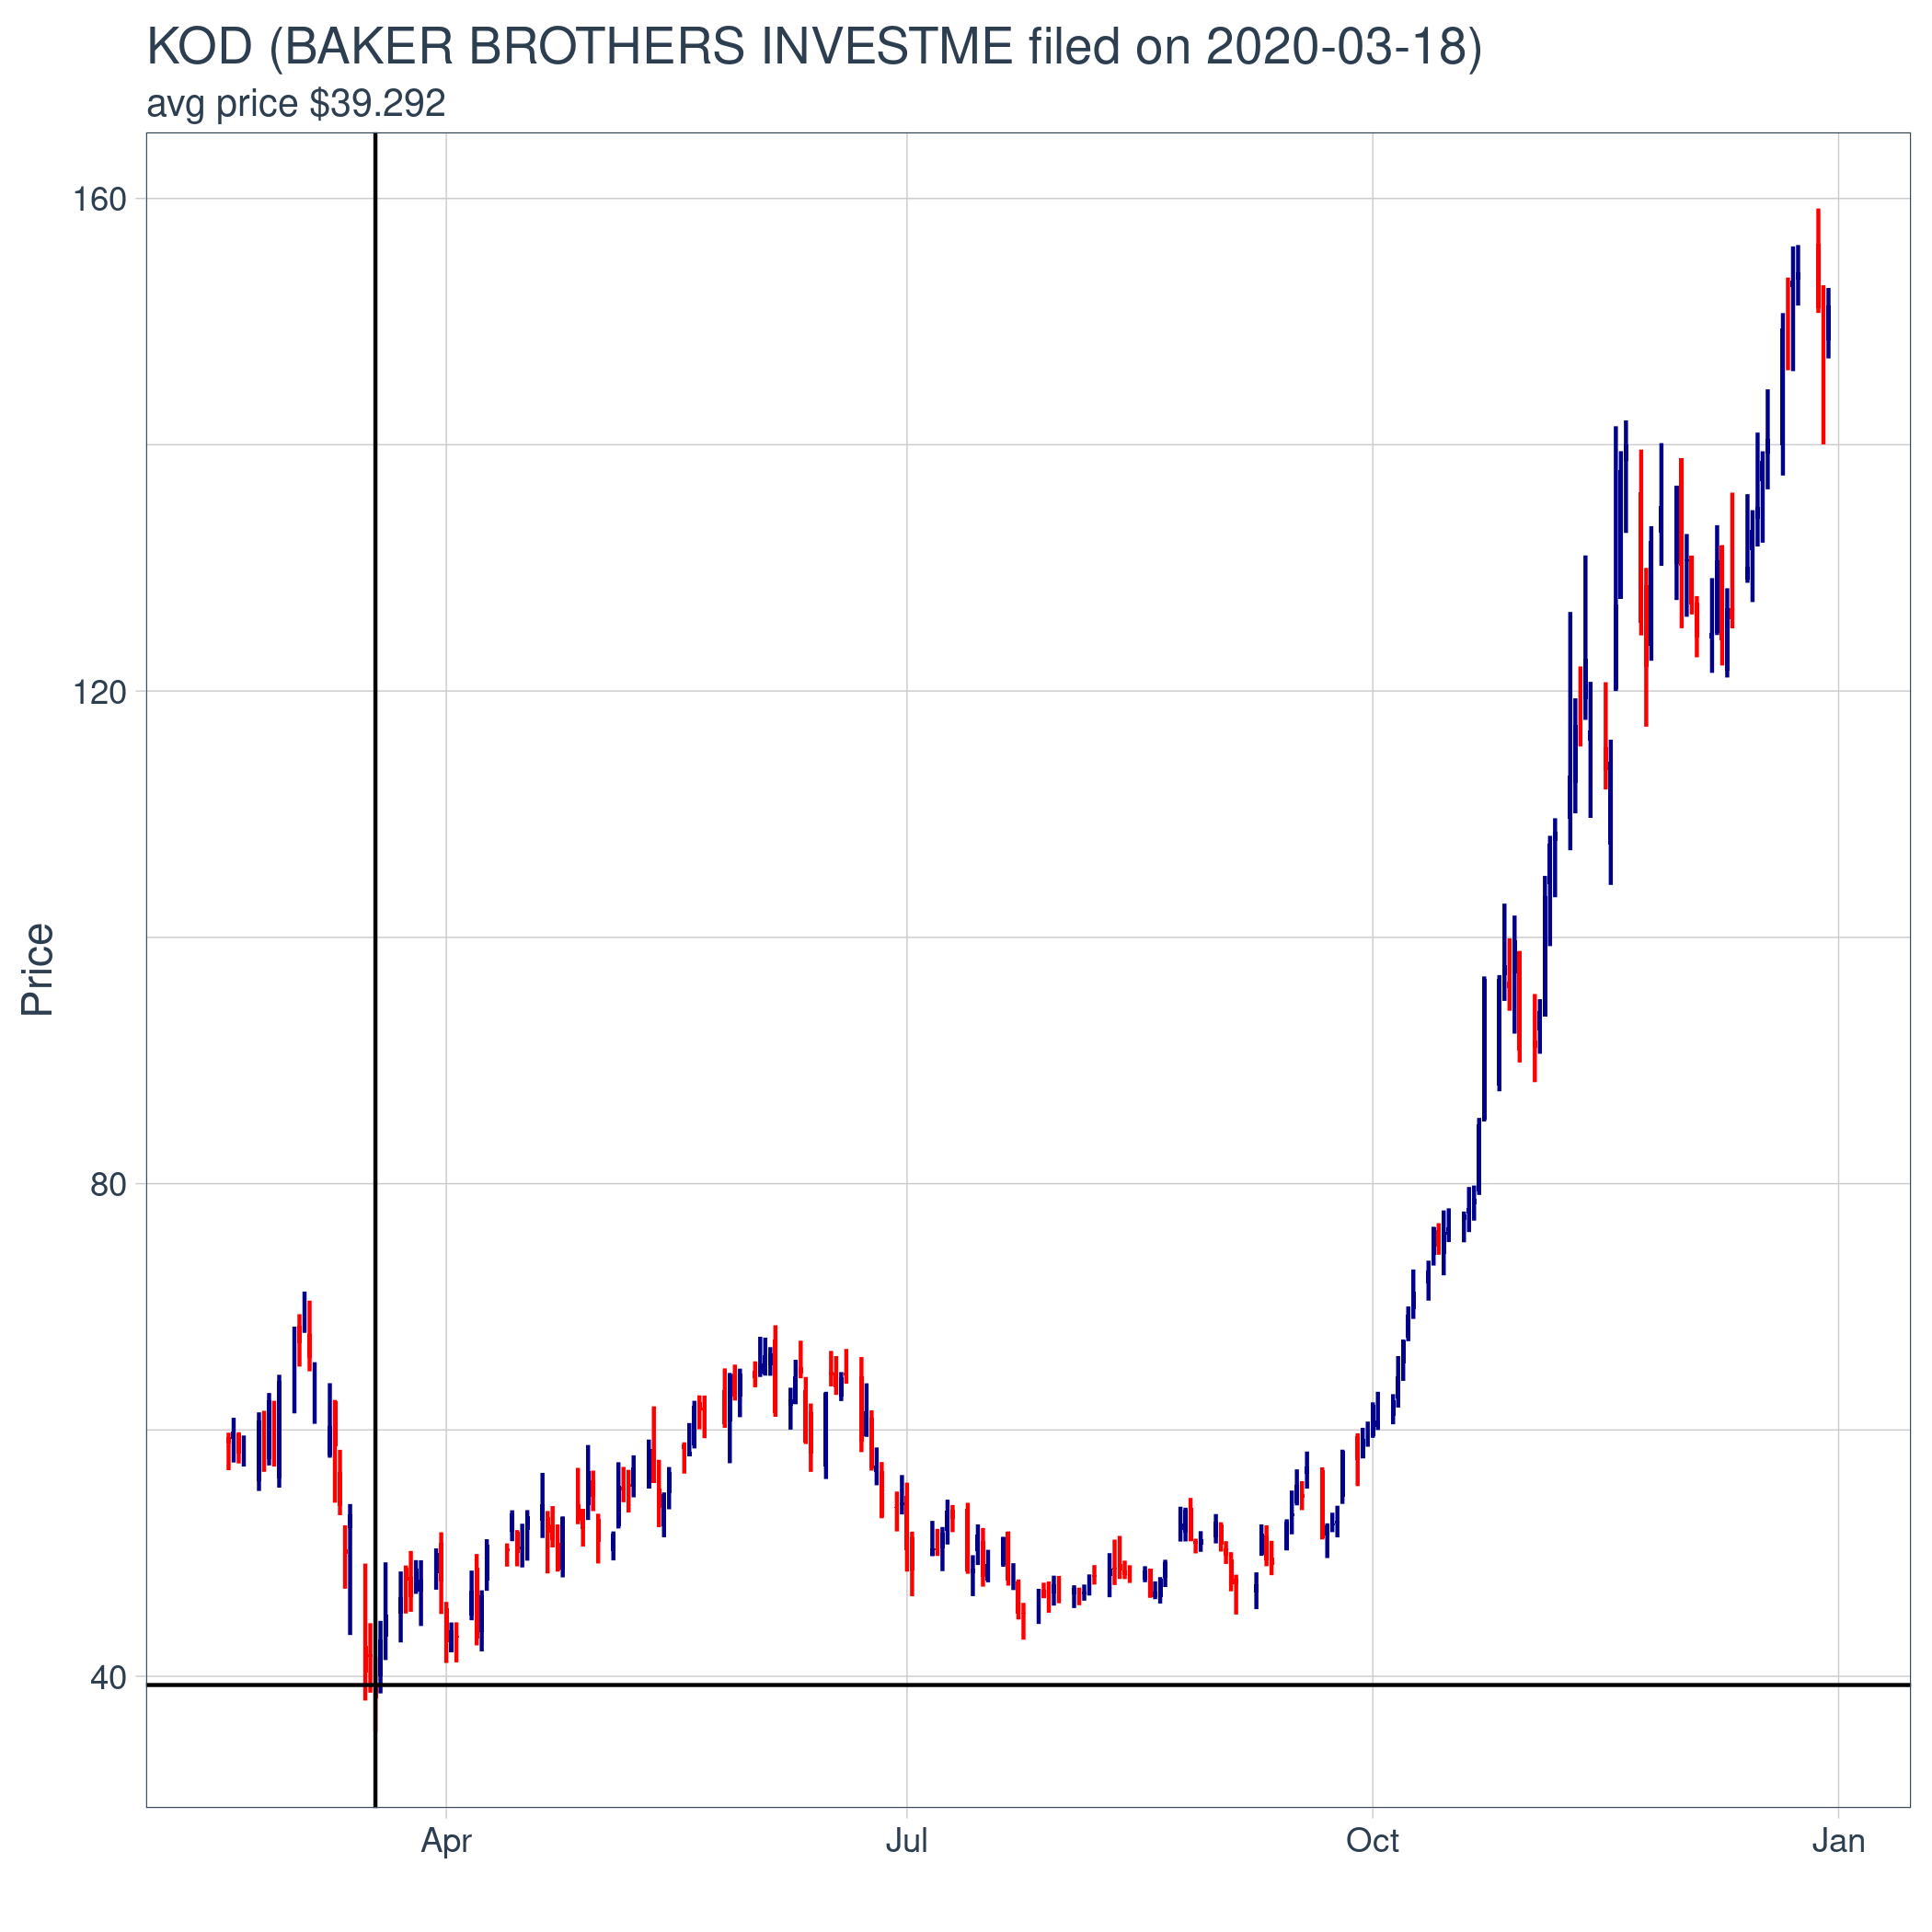 KOD (BAKER BROTHERS INVESTME filed on 2020-03-18)
avg price $39.292
160
120
80
40
Price
Apr Jul Oct Jan